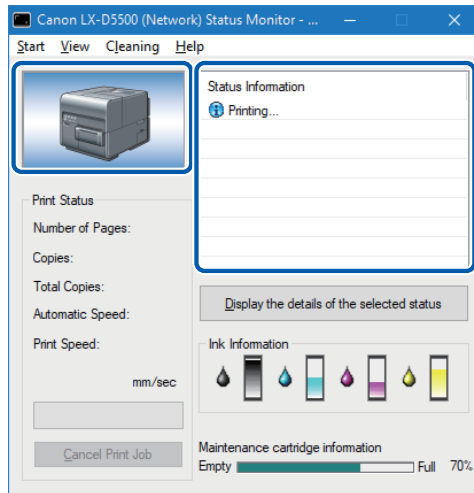 Canon LX-D5500 (Network) Status Monitor - ...
Start View Cleaning Help
Status Information
Printing...
Print Status
Number of Pages:
Copies:
Total Copies:
Automatic Speed:
Print Speed:
mm/sec
Cancel Print Job
Display the details of the selected status
Ink Information
Maintenance cartridge information
Empty Full 70%